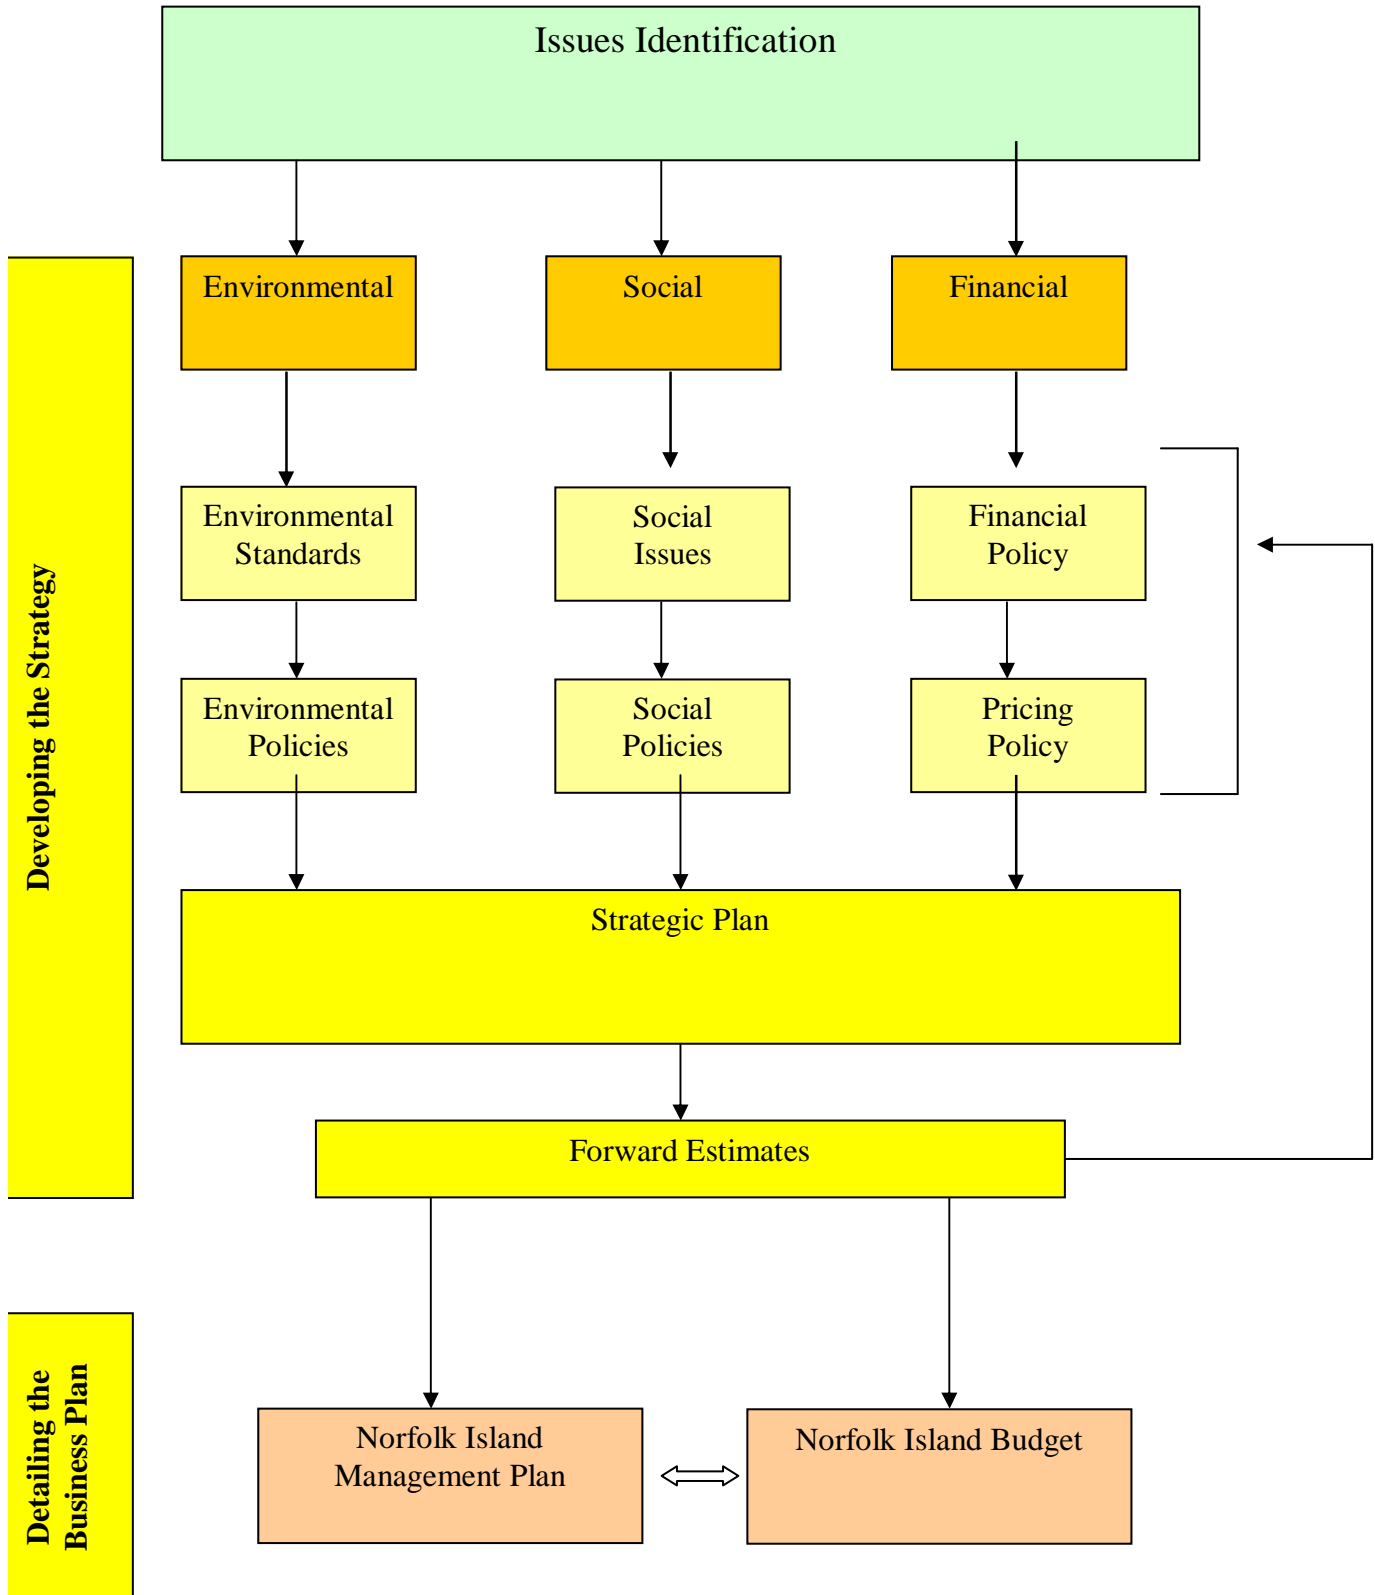 Issues Identification
Environmental
Social
Financial
Developing the Strategy
Environmental
Standards
Social
Issues
Financial
Policy
Environmental
Policies
Social
Policies
Pricing
Policy
Strategic Plan
Forward Estimates
Detailing the
Business Plan
Norfolk Island
Management Plan
Norfolk Island Budget